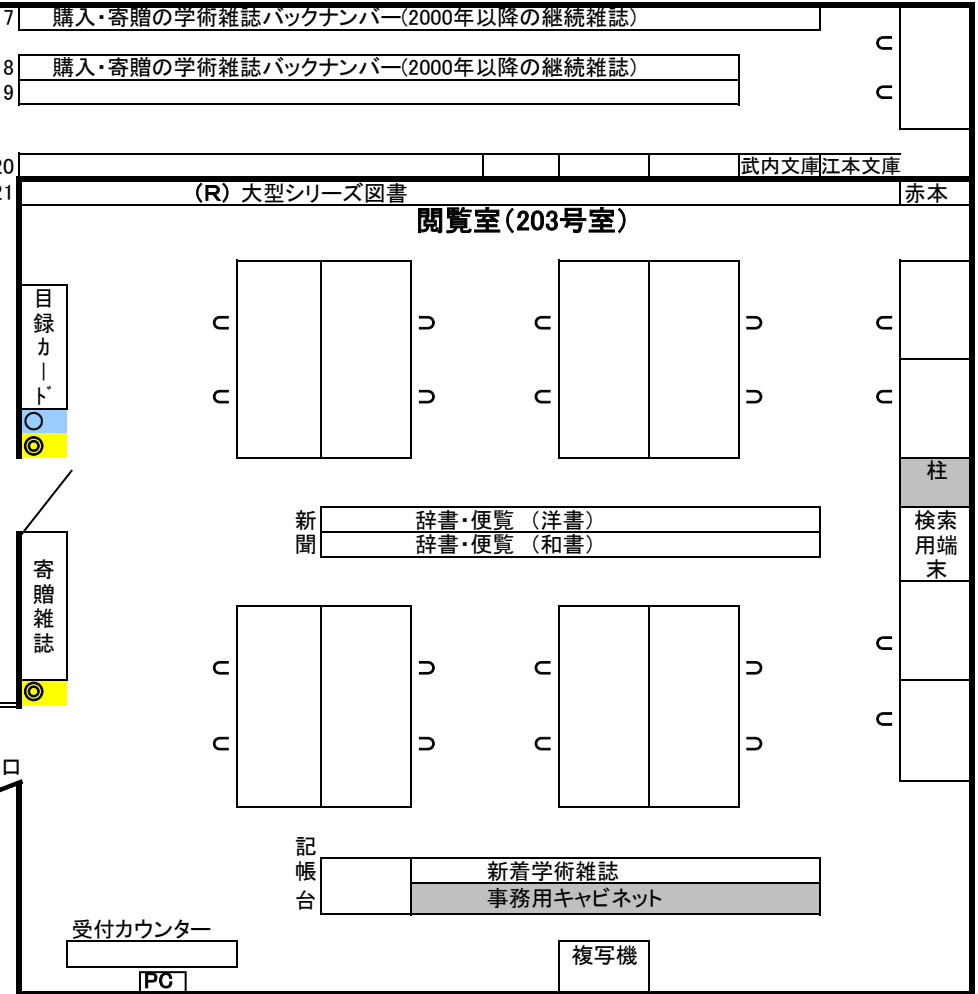 7 購入・寄贈の学術雑誌バックナンバー(2000年以降の継続雑誌)
8 購入・寄贈の学術雑誌バックナンバー(2000年以降の継続雑誌)
9
20
武内文庫 江本文庫
21
(R) 大型シリーズ図書
赤本
閲覧室(203号室)
目録カード
○
◎
柱
新聞
辞書・便覧 (洋書)
辞書・便覧 (和書)
検索用端末
寄贈雑誌
◎
口
記帳台
新着学術雑誌
事務用キャビネット
受付カウンター
複写機
PC